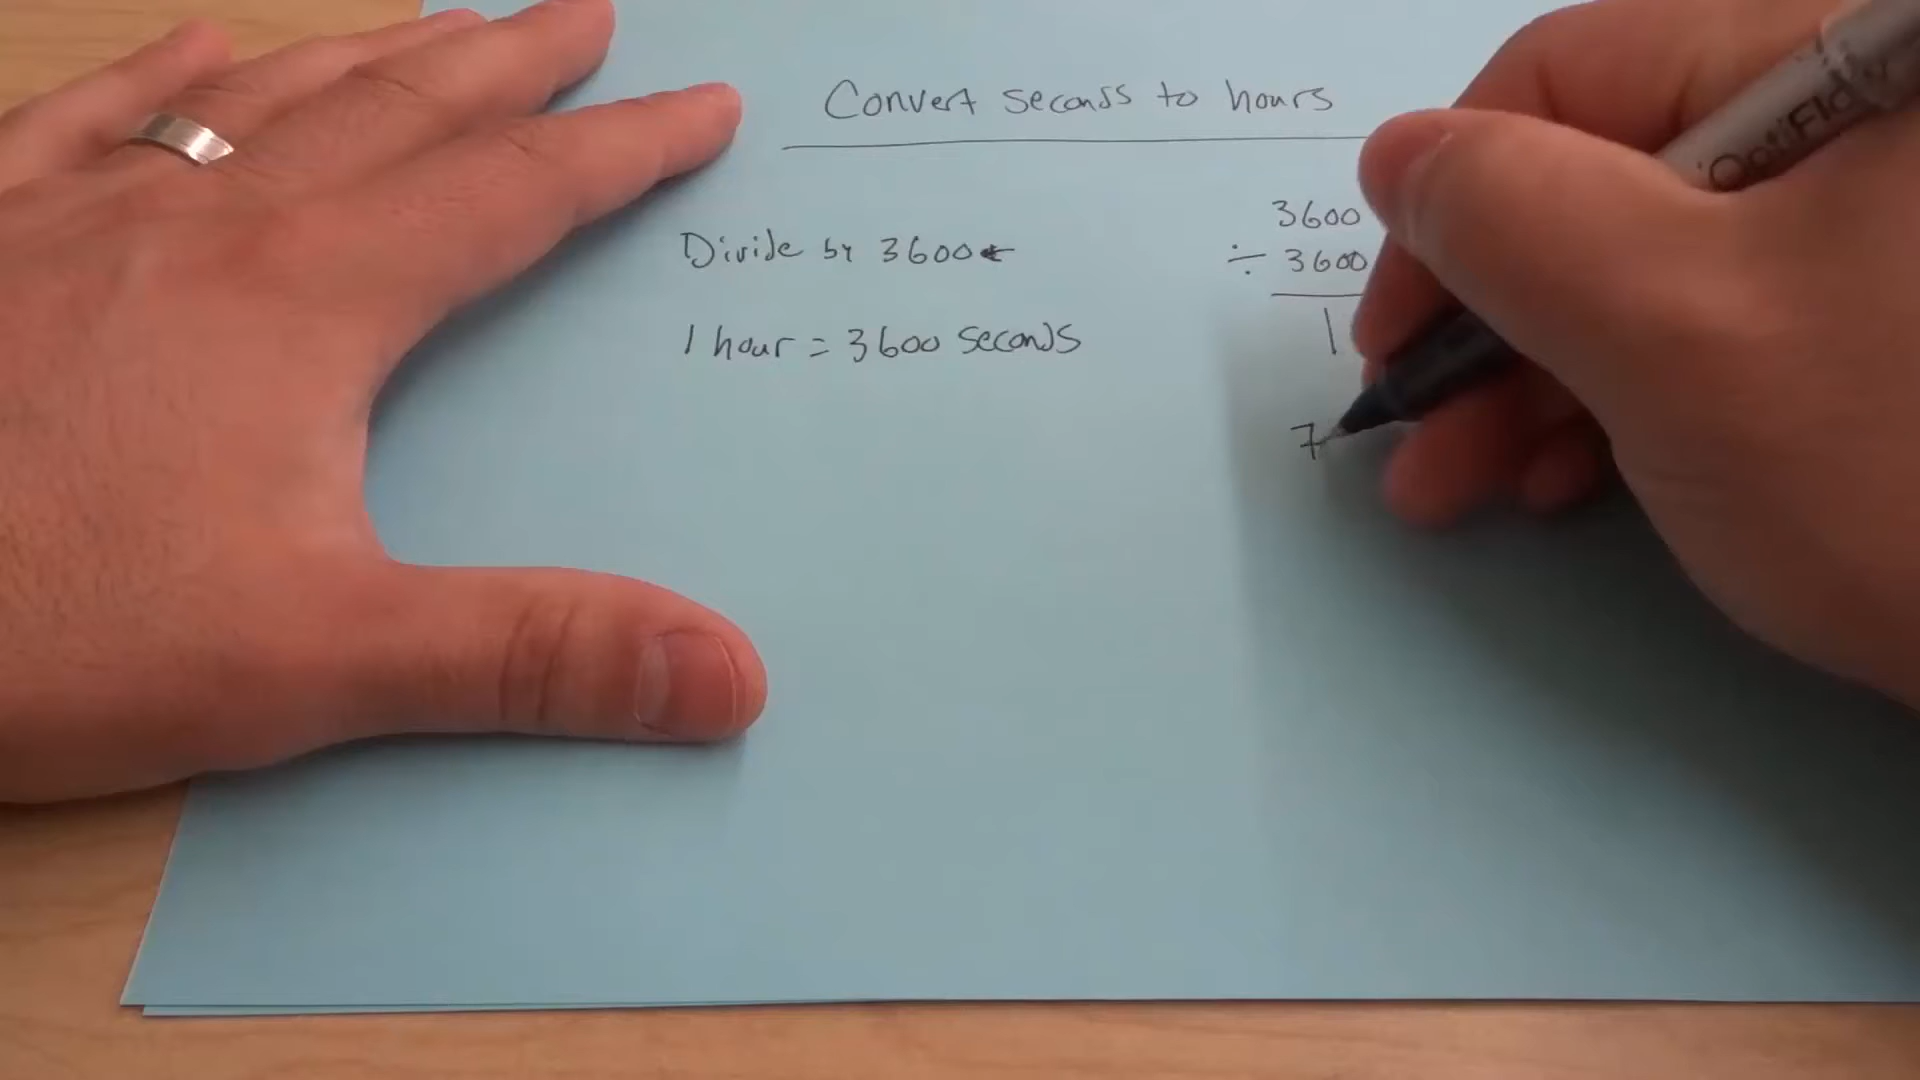 Convert seconds to hours
Divide by 3600←
1 hour = 3600 seconds
3600
÷ 3600
1
7